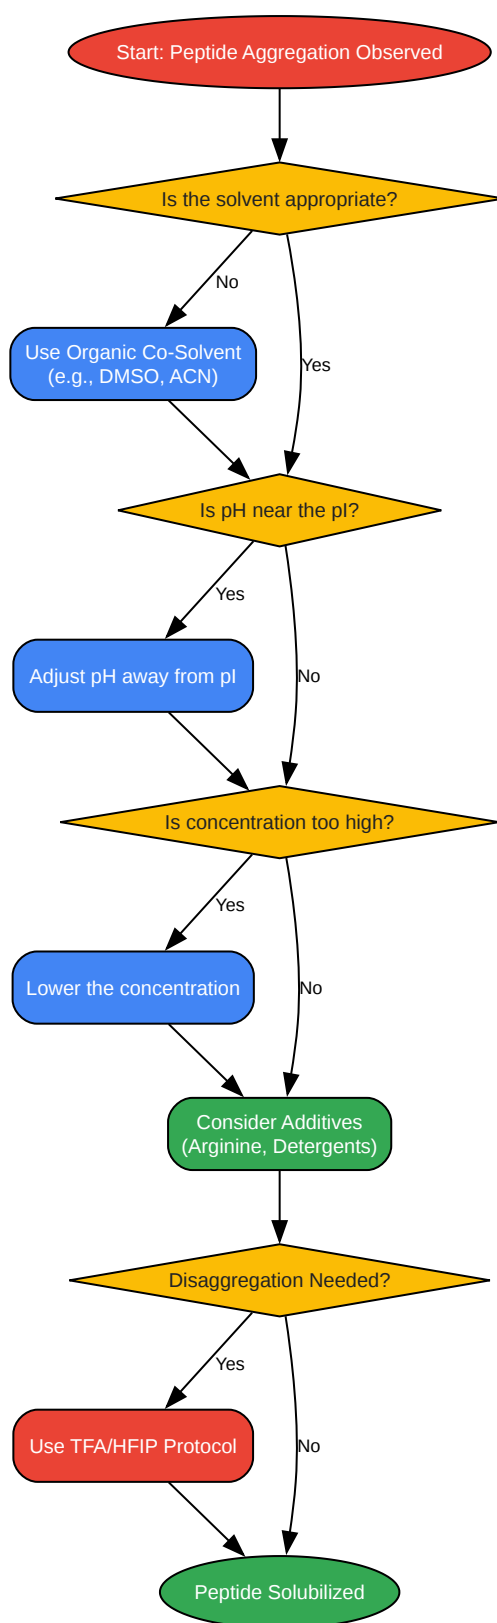 Start: Peptide Aggregation Observed
Is the solvent appropriate?
No
Use Organic Co-Solvent
(e.g., DMSO, ACN)
Yes
Is pH near the pI?
Yes
Adjust pH away from pI
No
Is concentration too high?
Yes
Lower the concentration
No
Consider Additives
(Arginine, Detergents)
Disaggregation Needed?
Yes
Use TFA/HFIP Protocol
No
Peptide Solubilized